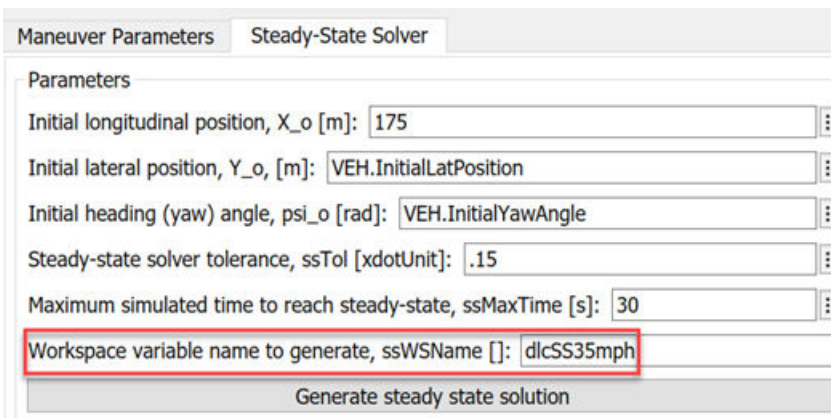 Maneuver Parameters Steady-State Solver
Parameters
Initial longitudinal position, X_o [m]: 175
Initial lateral position, Y_o, [m]: VEH.InitialLatPosition
Initial heading (yaw) angle, psi_o [rad]: VEH.InitialYawAngle
Steady-state solver tolerance, ssTol [xdotUnit]: .15
Maximum simulated time to reach steady-state, ssMaxTime [s]: 30
Workspace variable name to generate, ssWSName []: dlcSS35mph
Generate steady state solution